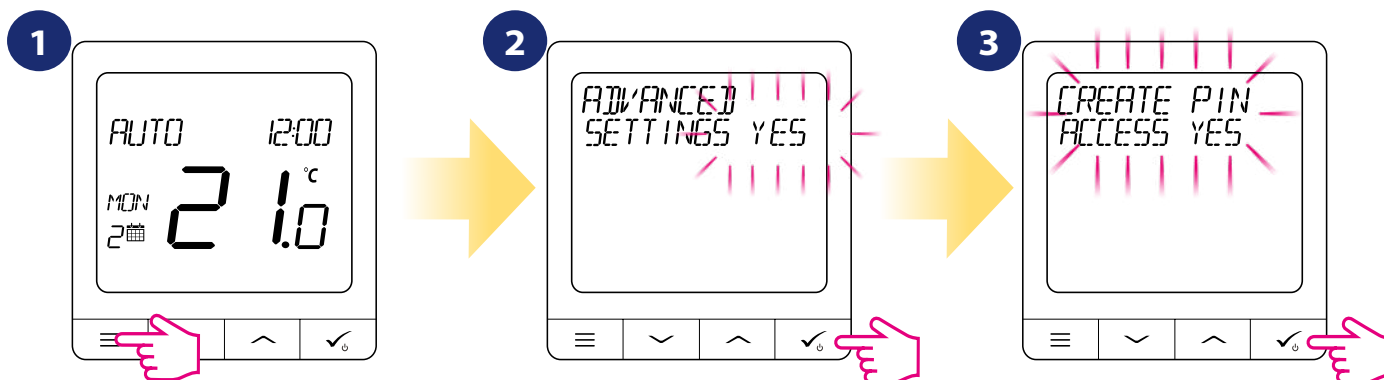 1
AUTO 12:00
MON
2
21.0 °C
2
ADVANCED
SETTINGS YES
3
CREATE PIN
ACCESS YES